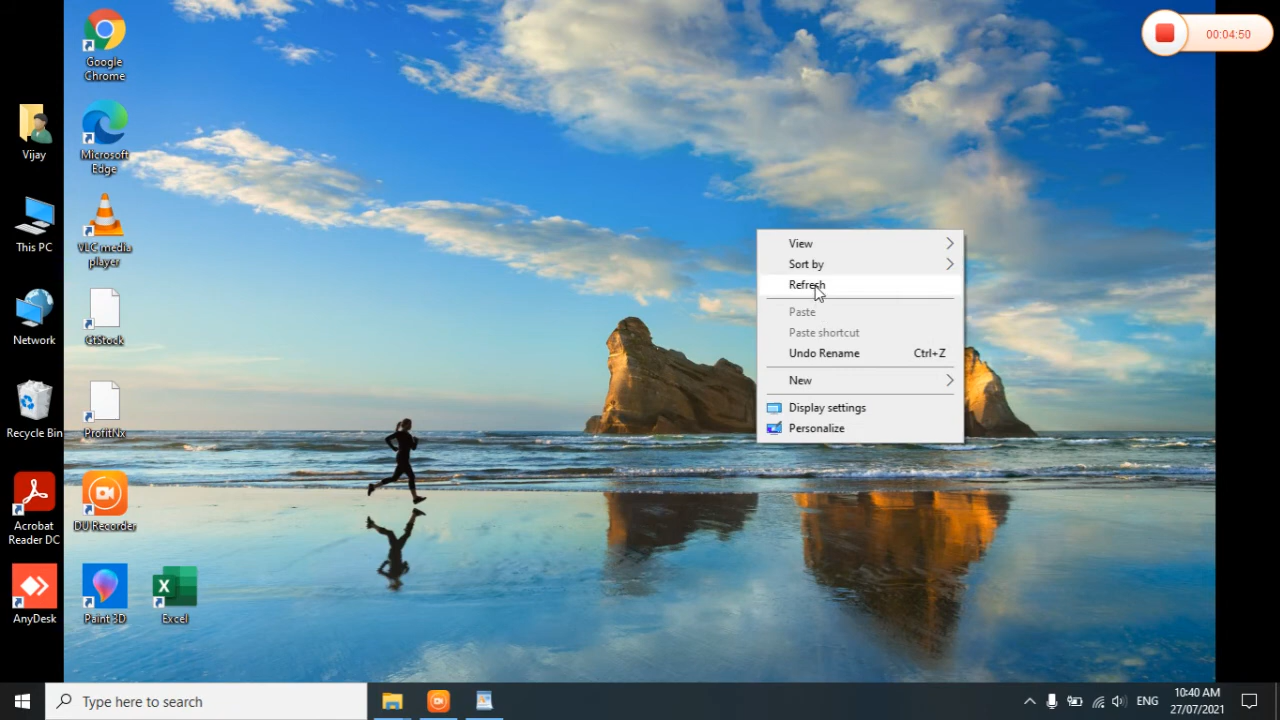 00:04:50
Google
Chrome
Vijay
Microsoft
Edge
This PC
VLC media
player
Network
GtStock
Recycle Bin
ProfitNx
Acrobat
Reader DC
DU Recorder
AnyDesk
Paint 3D
Excel
View
Sort by
Refresh
Paste
Paste shortcut
Undo Rename Ctrl+Z
New
Display settings
Personalize
Type here to search
ENG
10:40 AM
27/07/2021